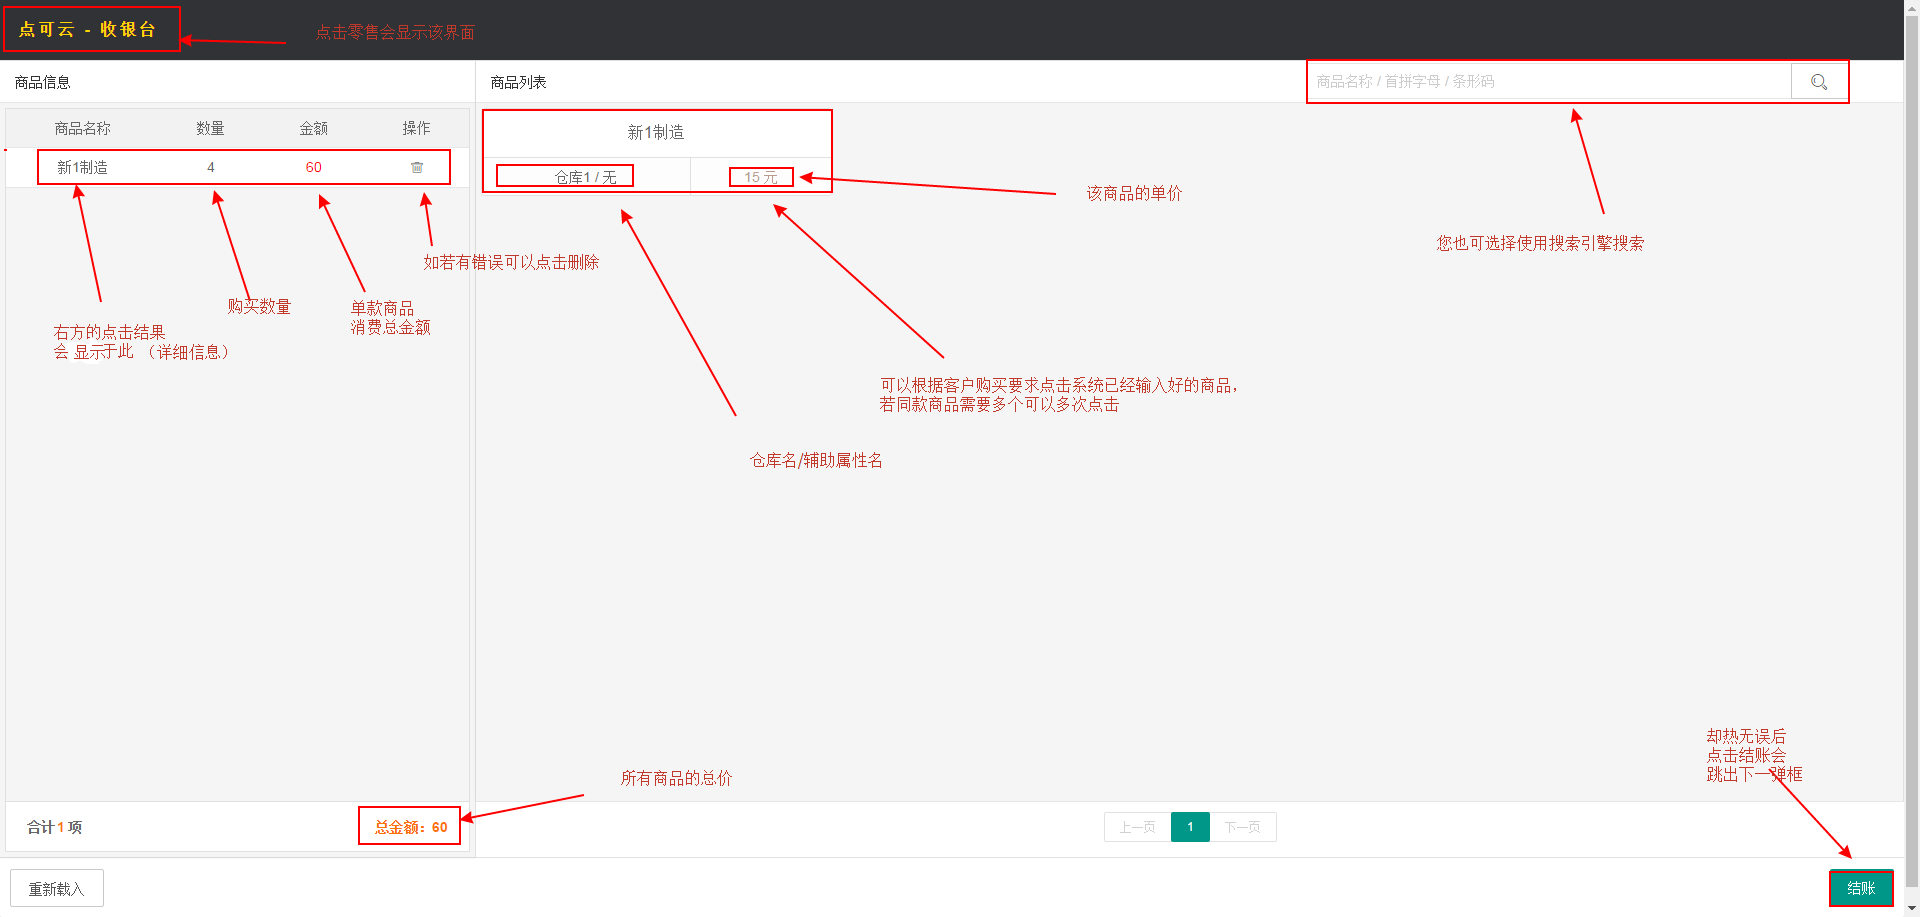 点可云 - 收银台
点击零售会显示该界面
商品信息
商品列表
商品名称 / 首拼字母 / 条形码
商品名称 数量 金额 操作
新1制造 4 60
新1制造
仓库1 / 无
15 元
该商品的单价
您也可选择使用搜索引擎搜索
如若有错误可以点击删除
购买数量
单款商品
消费总金额
右方的点击结果
会 显示于此 （详细信息）
可以根据客户购买要求点击系统已经输入好的商品，
若同款商品需要多个可以多次点击
仓库名/辅助属性名
却热无误后
点击结账会
跳出下一弹框
所有商品的总价
合计1 项
总金额：60
上一页 1 下一页
重新载入
结账